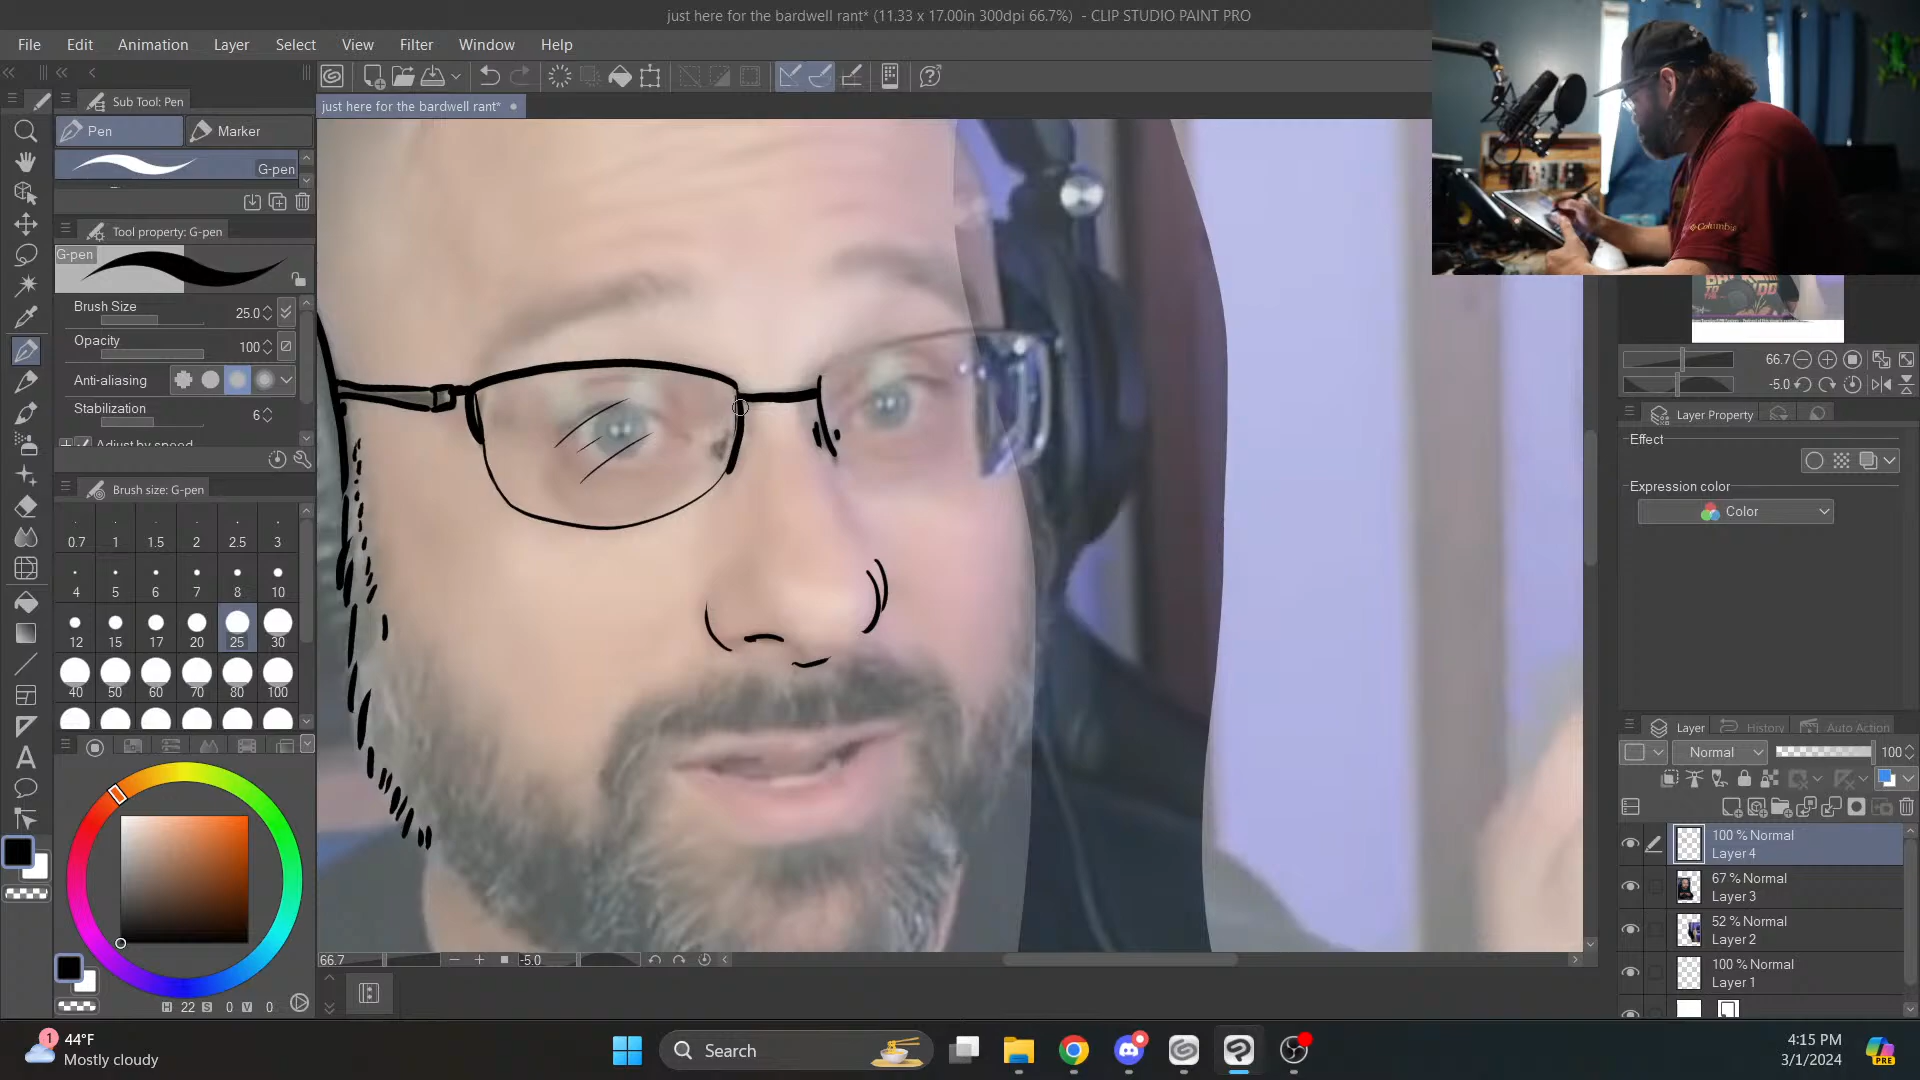 just here for the bardwell rant* (11.33 x 17.00in 300dpi 66.7%) - CLIP STUDIO PAINT PRO
File Edit Animation Layer Select View Filter Window Help
Sub Tool: Pen
just here for the bardwell rant*
Pen Marker
G-pen
Tool property: G-pen
G-pen
Brush Size 25.0
Opacity 100
Anti-aliasing
Stabilization 6
Adjust by speed
Brush size: G-pen
0.7 1 1.5 2 2.5 3
4 5 6 7 8 10
12 15 17 20 25 30
40 50 60 70 80 100
H 22 S 0 V 0
66.7 -5.0
Columbia
66.7
-5.0
Layer Property
Effect
Expression color
Color
Layer History Auto Action
Normal 100
100 % Normal
Layer 4
67 % Normal
Layer 3
52 % Normal
Layer 2
100 % Normal
Layer 1
1
44°F
Mostly cloudy
Search
4:15 PM
3/1/2024
PRE